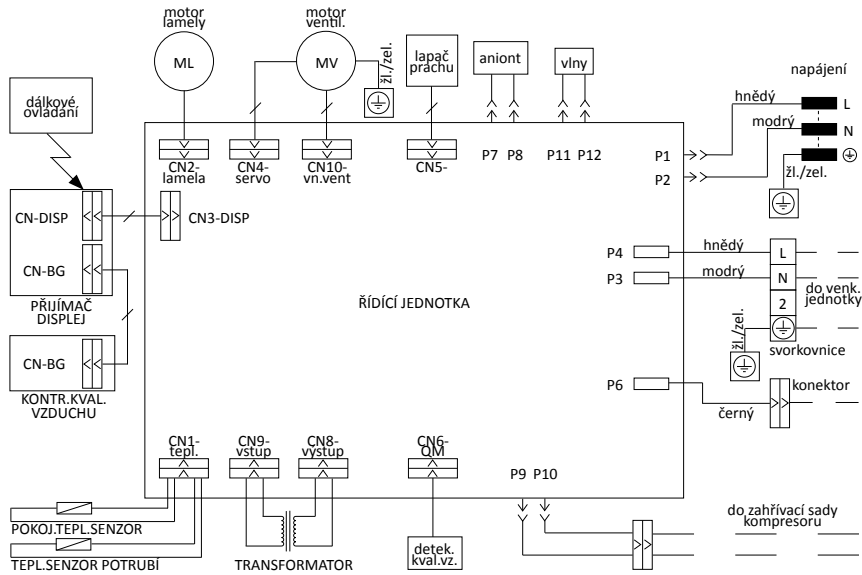 motor
lamely
ML
motor
ventil.
MV
žl./zel.
lapač
prachu
aniont
vlny
napájení
dálkové
ovládání
hnědý
L
modrý
N
žl./zel.
CN2-
lamela
CN4-
servo
CN10-
vn.vent
CN5-
P7 P8
P11 P12
P1
P2
CN-DISP
CN3-DISP
CN-BG
PŘIJÍMAČ
DISPLEJ
ŘÍDÍCÍ JEDNOTKA
P4
hnědý
L
P3
modrý
N
do venk.
jednotky
2
žl./zel.
svorkovnice
CN-BG
KONTR.KVAL.
VZDUCHU
P6
černý
konektor
CN1-
tepl.
CN9-
vstup
CN8-
výstup
CN6-
QM
P9 P10
POKOJ.TEPL.SENZOR
TEPL.SENZOR POTRUBÍ
TRANSFORMATOR
detek.
kval.vz.
do zahřívací sady
kompresoru